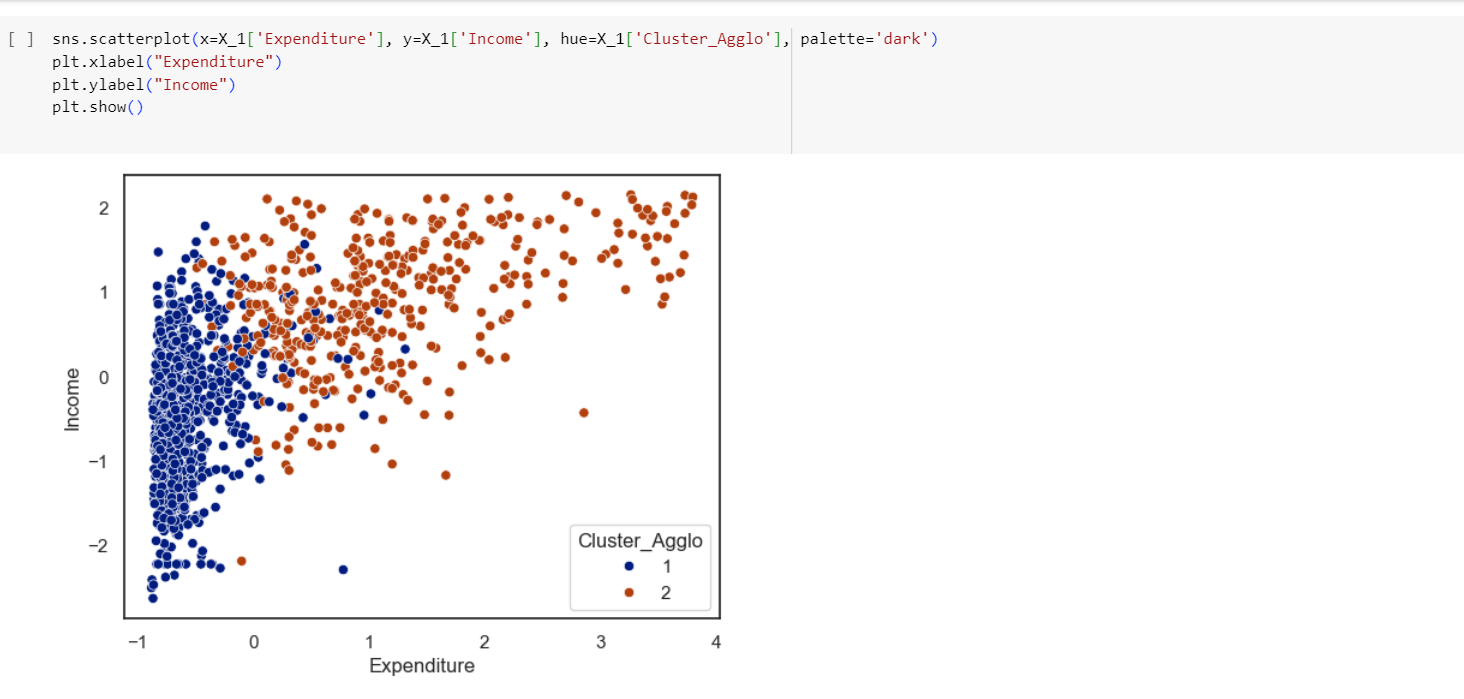 [ ] sns.scatterplot(x=X_1['Expenditure'], y=X_1['Income'], hue=X_1['Cluster_Agglo'], palette='dark')
plt.xlabel("Expenditure")
plt.ylabel("Income")
plt.show()
2
1
0
−1
−2
Income
Cluster_Agglo
1
2
−1 0 1 2 3 4
Expenditure